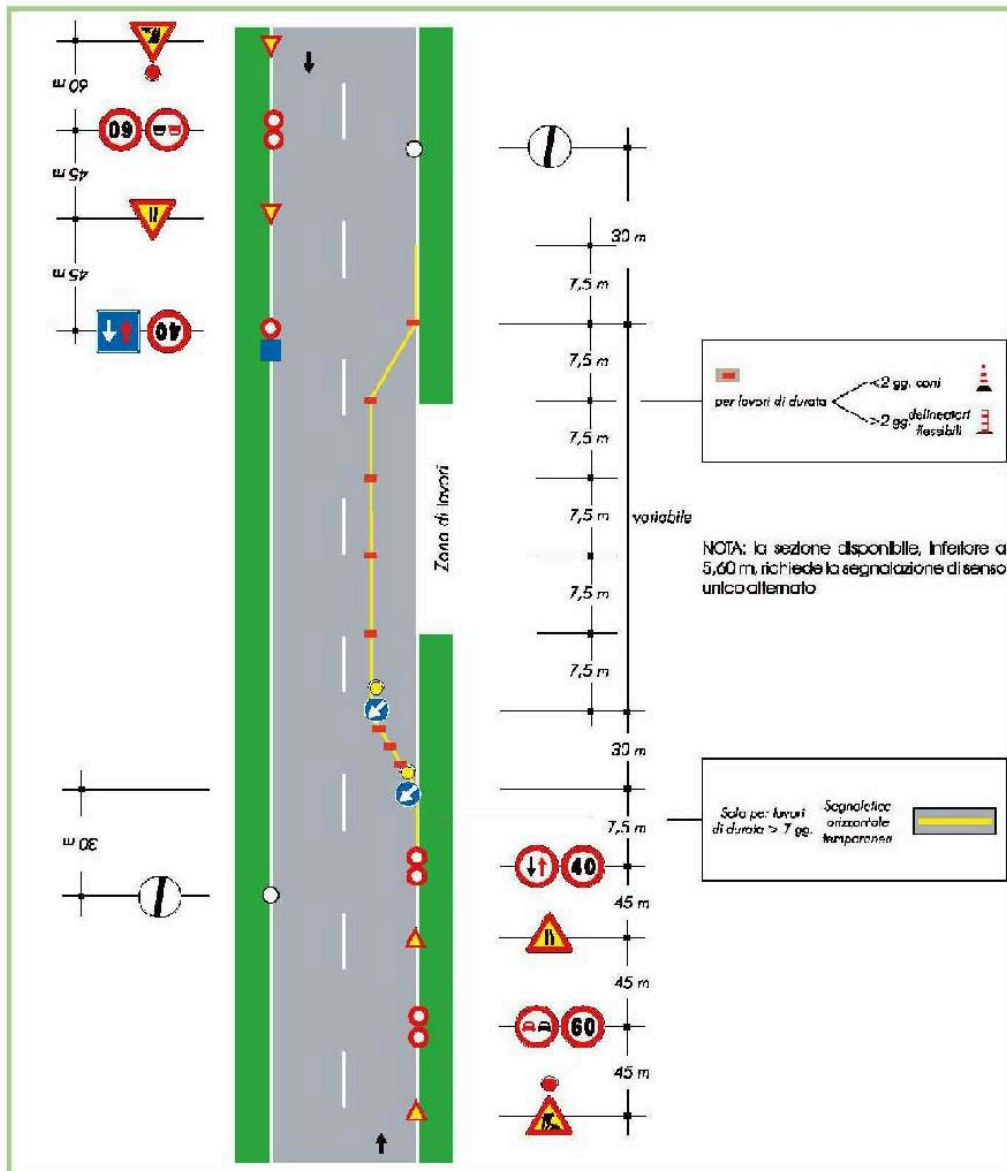 60 m
60
45 m
45 m
40
30 m
7,5 m
7,5 m
7,5 m
7,5 m
7,5 m
7,5 m
variabile
30 m
7,5 m
40
45 m
45 m
60
45 m
Zona di lavori
per lavori di durata
<2 gg. coni
>2 gg. delineatori
flessibili
NOTA: la sezione disponibile, inferiore a
5,60 m, richiede la segnalazione di senso
unico alternato
Solo per lavori
di durata > 7 gg.
Segnaletica
orizzontale
temporanea
30 m